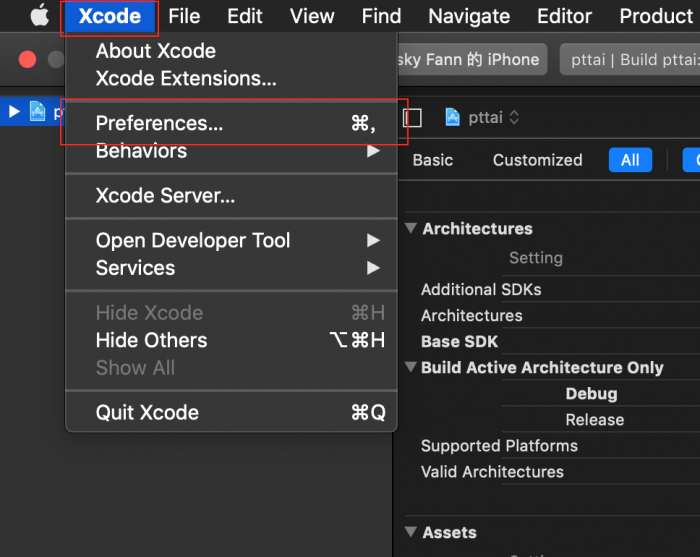 Xcode File Edit View Find Navigate Editor Product
About Xcode
Xcode Extensions...
Preferences... ⌘,
Behaviors
Xcode Server...
Open Developer Tool
Services
Hide Xcode ⌘H
Hide Others ⌥⌘H
Show All
Quit Xcode ⌘Q
sky Fann 的 iPhone
pttai | Build pttai:
pttai
Basic Customized All
Architectures
Setting
Additional SDKs
Architectures
Base SDK
Build Active Architecture Only
Debug
Release
Supported Platforms
Valid Architectures
Assets